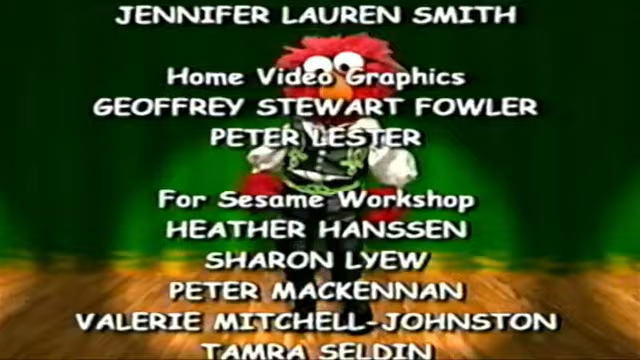 JENNIFER LAUREN SMITH
Home Video Graphics
GEOFFREY STEWART FOWLER
PETER LESTER
For Sesame Workshop
HEATHER HANSSEN
SHARON LYEW
PETER MACKENNAN
VALERIE MITCHELL-JOHNSTON
TAMRA SELDIN